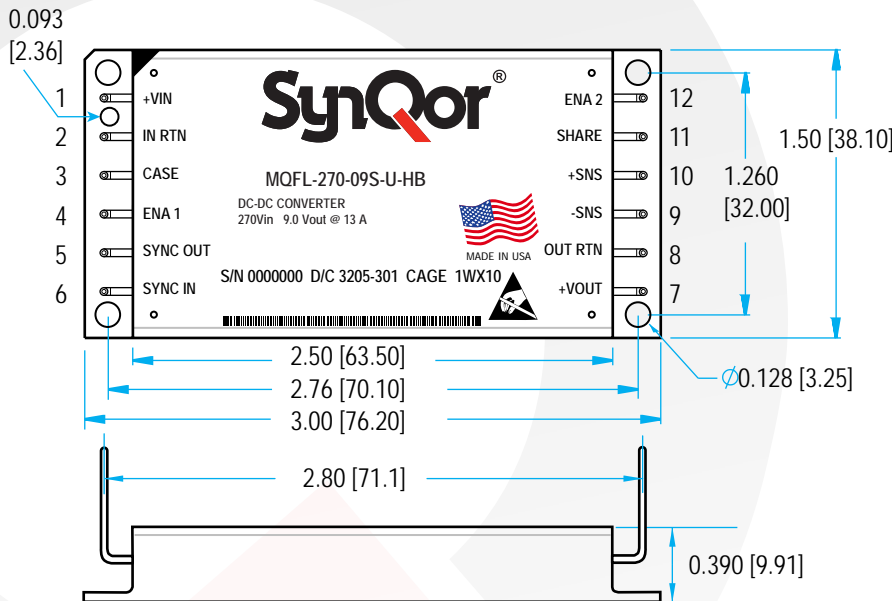 0.093
[2.36]
1
+VIN
ENA 2
12
2
IN RTN
SHARE
11
3
CASE
+SNS
10
4
ENA 1
-SNS
9
5
SYNC OUT
OUT RTN
8
6
SYNC IN
+VOUT
7
SynQor®
MQFL-270-09S-U-HB
DC-DC CONVERTER
270Vin 9.0 Vout @ 13 A
MADE IN USA
S/N 0000000 D/C 3205-301 CAGE 1WX10
1.50 [38.10]
1.260
[32.00]
2.50 [63.50]
2.76 [70.10]
Ø0.128 [3.25]
3.00 [76.20]
2.80 [71.1]
0.390 [9.91]